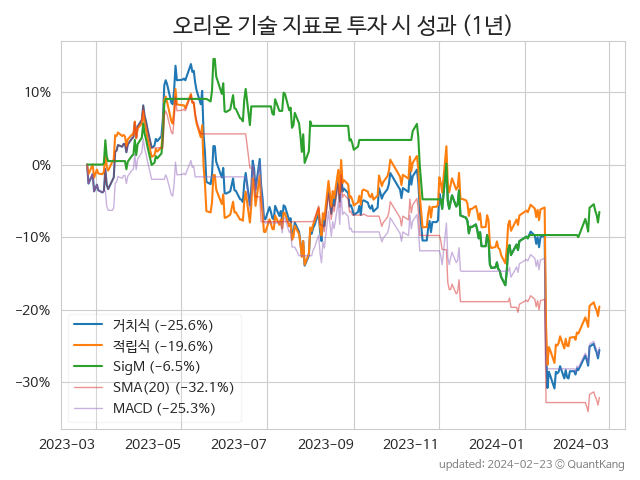 오리온 기술 지표로 투자 시 성과 (1년)
10%
0%
−10%
−20%
−30%
거치식 (−25.6%)
적립식 (−19.6%)
SigM (−6.5%)
SMA(20) (−32.1%)
MACD (−25.3%)
2023−03 2023−05 2023−07 2023−09 2023−11 2024−01 2024−03
updated: 2024−02−23 © QuantKang